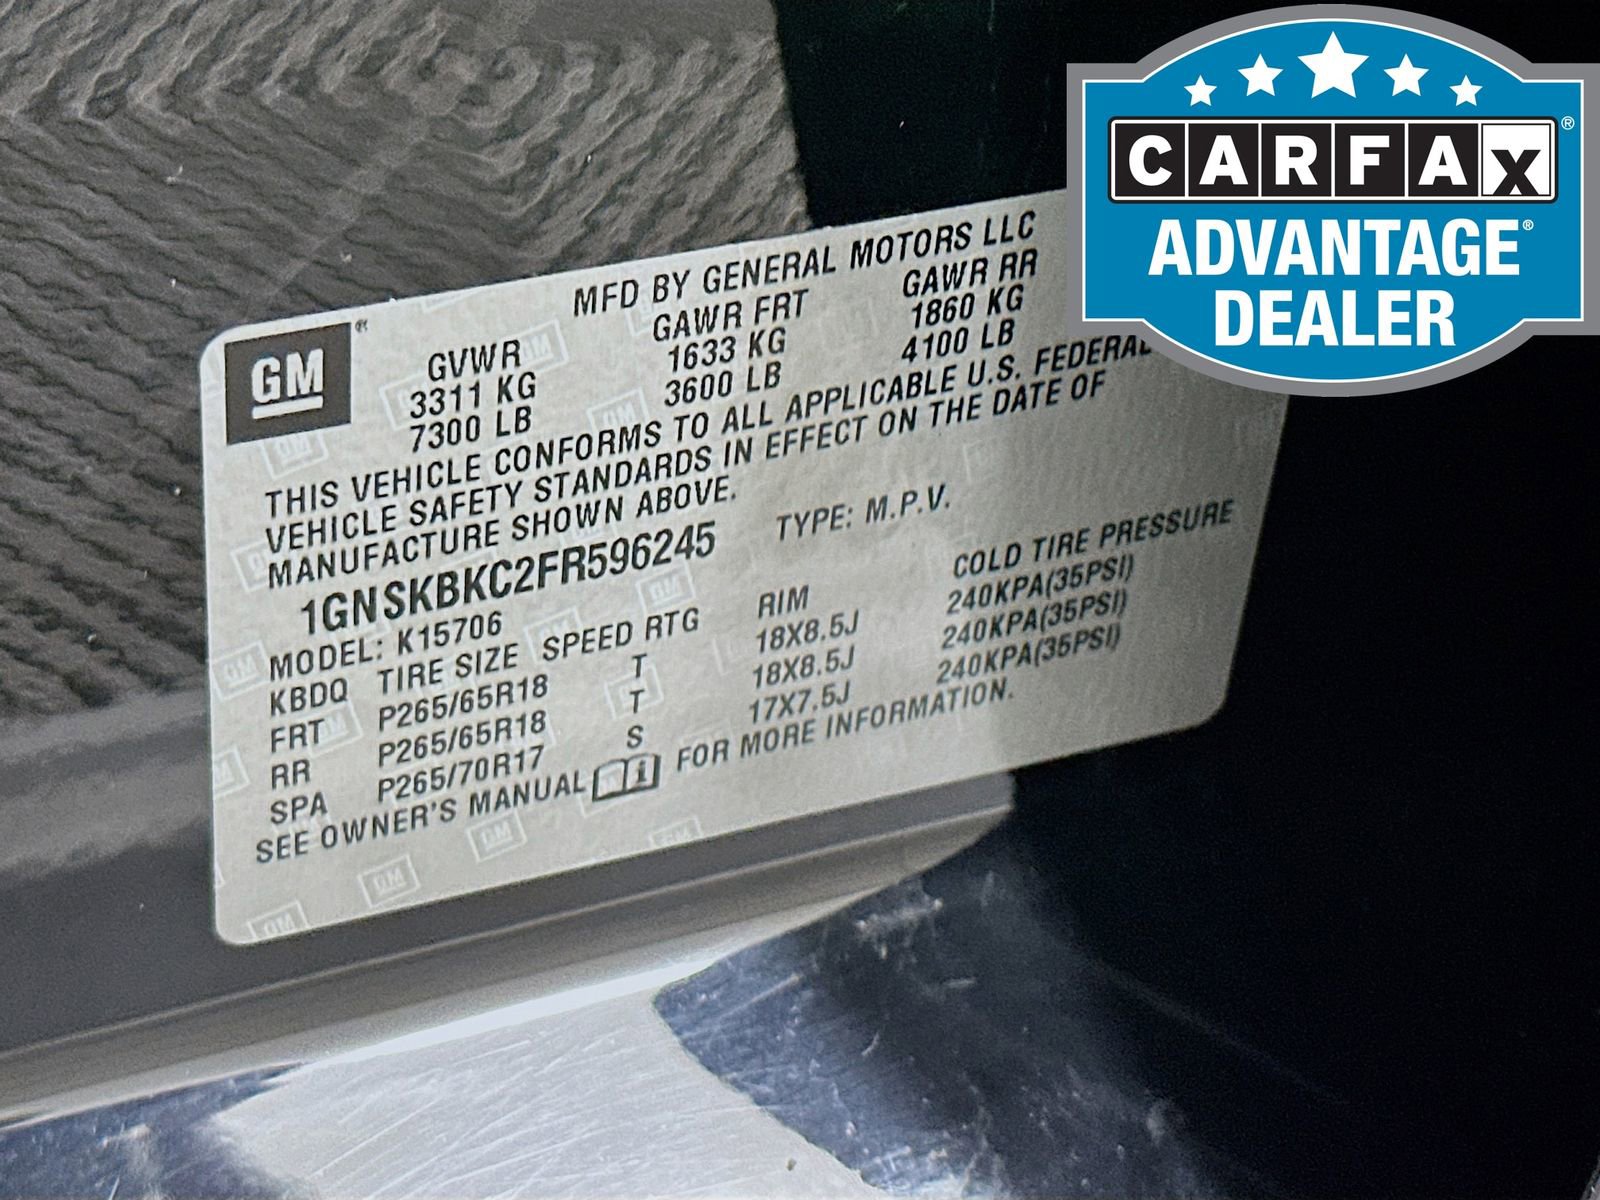 CARFAX®
ADVANTAGE®
DEALER
MFD BY GENERAL MOTORS LLC
GM®
GVWR GAWR FRT GAWR RR
3311 KG 1633 KG 1860 KG
7300 LB 3600 LB 4100 LB
THIS VEHICLE CONFORMS TO ALL APPLICABLE U.S. FEDERAL
VEHICLE SAFETY STANDARDS IN EFFECT ON THE DATE OF
MANUFACTURE SHOWN ABOVE.
1GNSKBKC2FR596245 TYPE: M.P.V.
MODEL: K15706
KBDQ TIRE SIZE SPEED RTG RIM COLD TIRE PRESSURE
FRT P265/65R18 T 18X8.5J 240KPA(35PSI)
RR P265/65R18 T 18X8.5J 240KPA(35PSI)
SPA P265/70R17 S 17X7.5J 240KPA(35PSI)
SEE OWNER'S MANUAL FOR MORE INFORMATION.